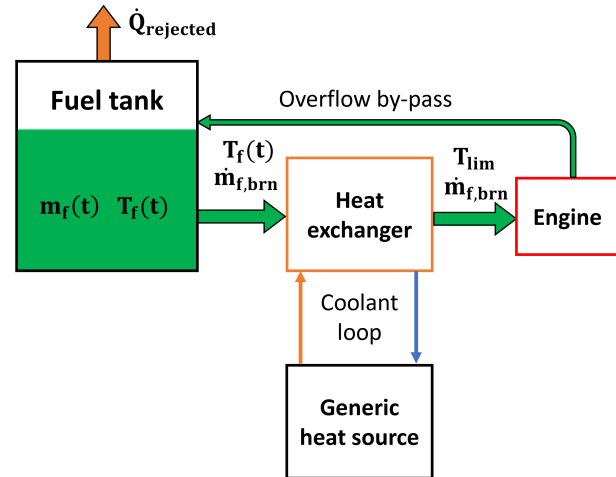 Q̇rejected
Fuel tank
Overflow by-pass
Tf(t)
ṁf,brn
Tlim
ṁf,brn
mf(t) Tf(t)
Heat
exchanger
Engine
Coolant
loop
Generic
heat source